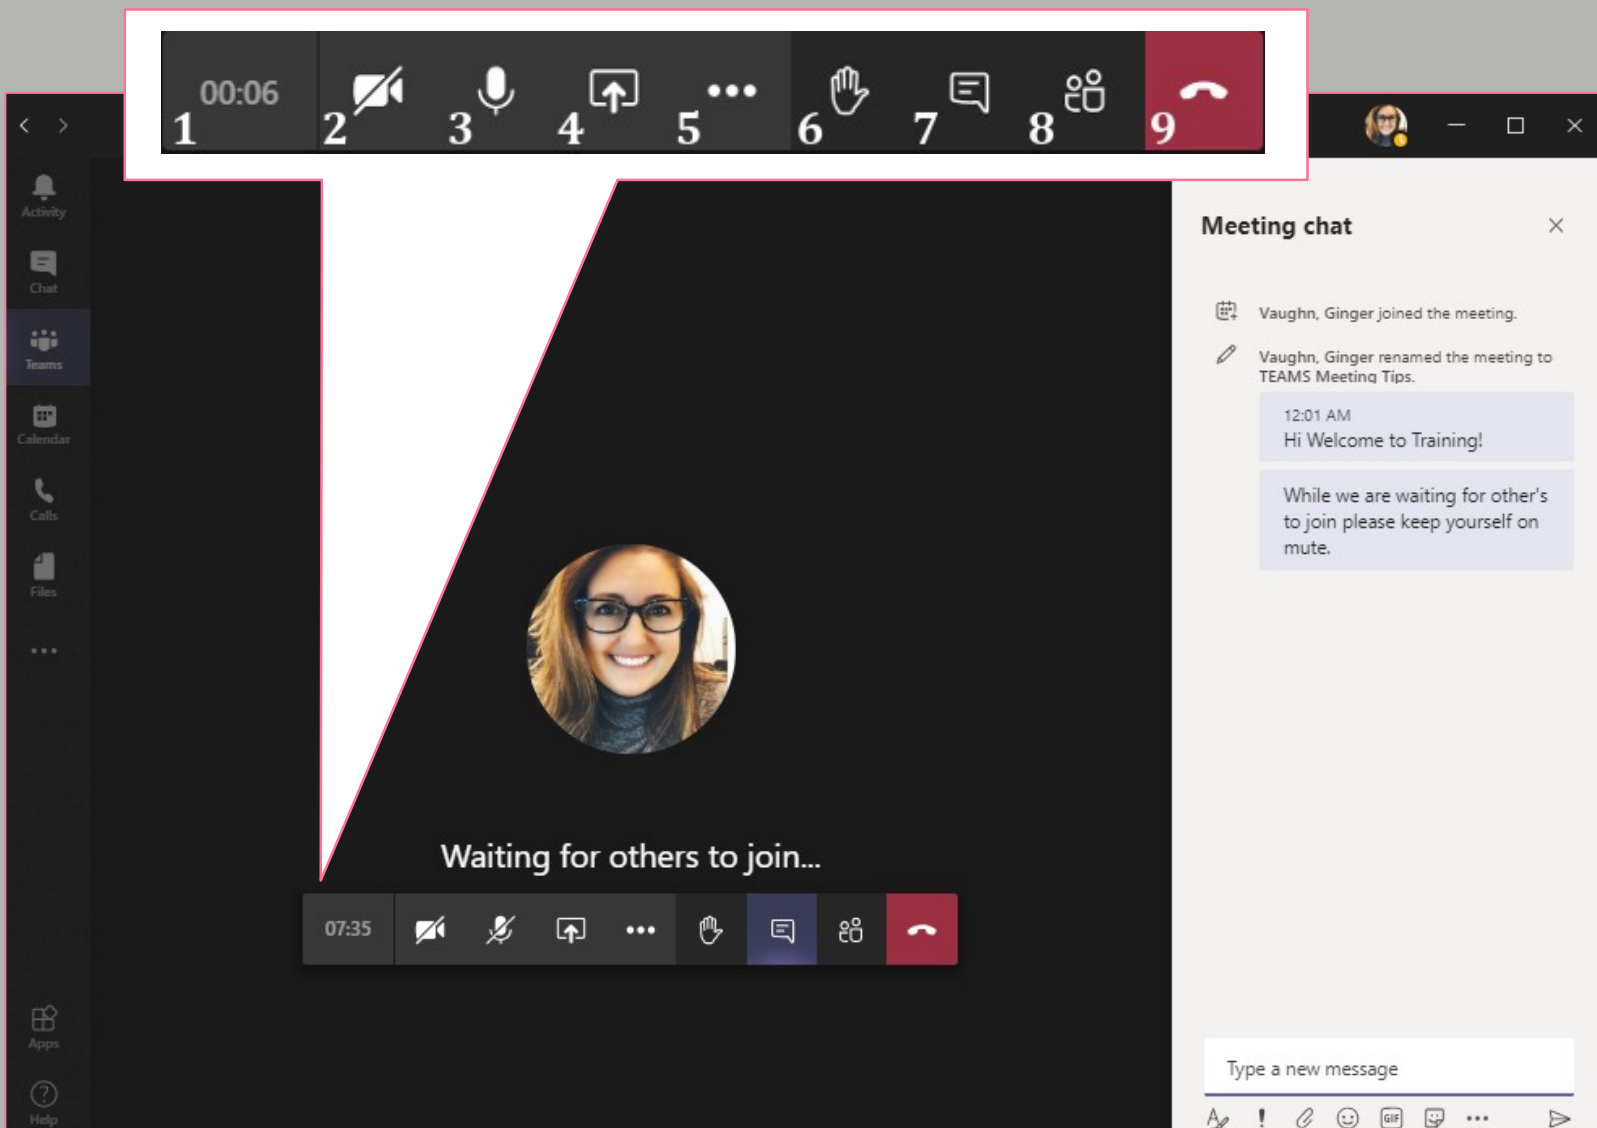 00:06
1 2 3 4 5 6 7 8 9
Activity
Chat
Teams
Calendar
Calls
Files
Apps
Help
Waiting for others to join...
07:35
Meeting chat
Vaughn, Ginger joined the meeting.
Vaughn, Ginger renamed the meeting to
TEAMS Meeting Tips.
12:01 AM
Hi Welcome to Training!
While we are waiting for other's
to join please keep yourself on
mute.
Type a new message
GIF